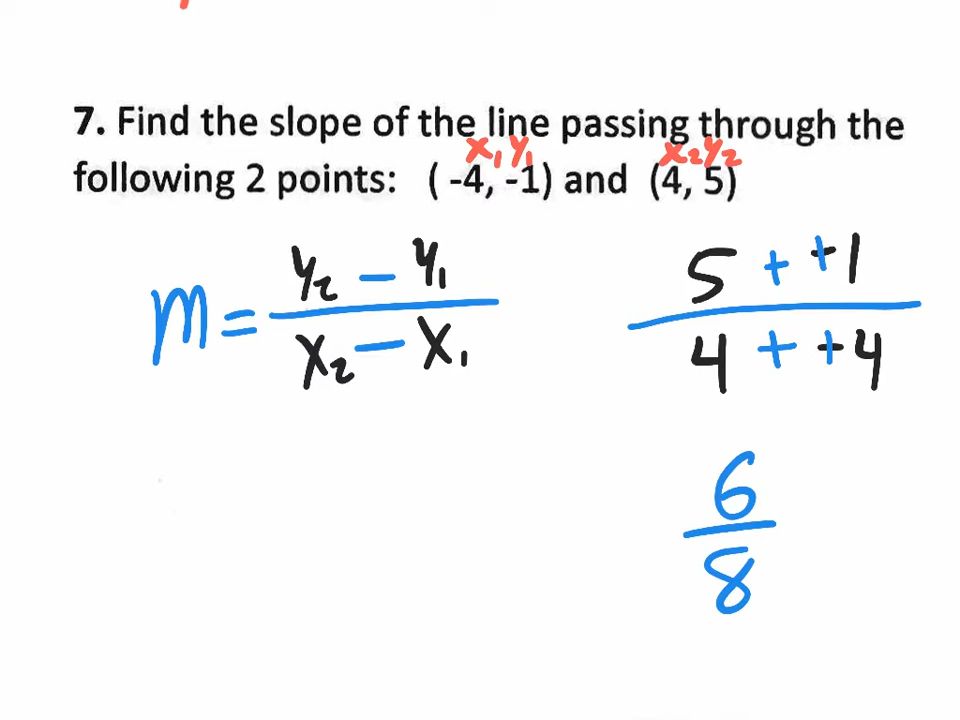 7. Find the slope of the line passing through the
x₁ y₁ x₂ y₂
following 2 points: ( -4, -1) and (4, 5)
m = (y₂ − y₁)/(x₂ − x₁)
(5 + +1)/(4 + +4)
6/8